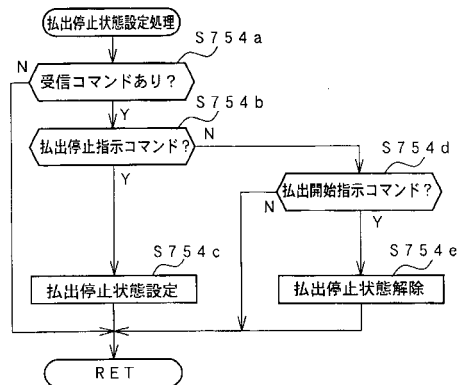 払出停止状態設定処理
S754a
N
受信コマンドあり?
S754b
Y
払出停止指示コマンド?
N
S754d
Y
払出開始指示コマンド?
N
Y
S754c
S754e
払出停止状態設定
払出停止状態解除
RET